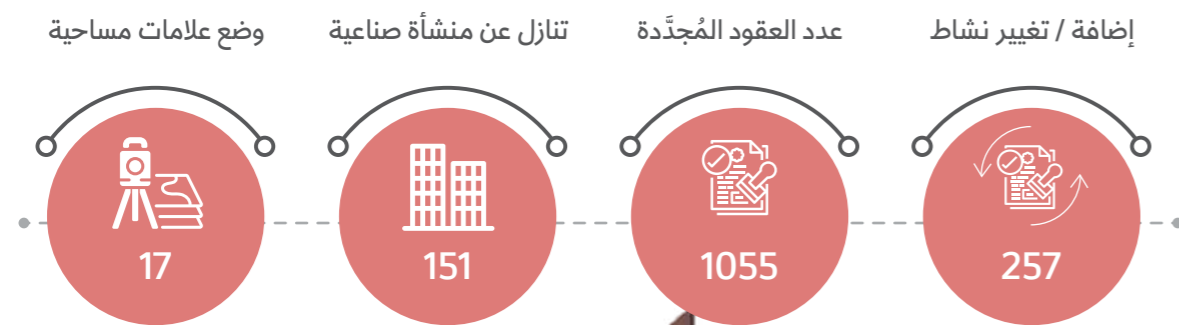 إضافة / تغيير نشاط
257
عدد العقود المُجدَّدة
1055
تنازل عن منشأة صناعية
151
وضع علامات مساحية
17